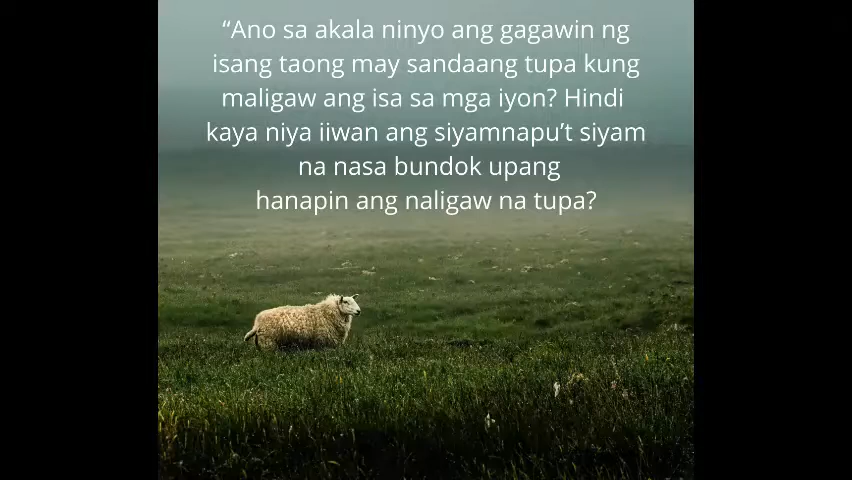 “Ano sa akala ninyo ang gagawin ng
isang taong may sandaang tupa kung
maligaw ang isa sa mga iyon? Hindi
kaya niya iiwan ang siyamnapu’t siyam
na nasa bundok upang
hanapin ang naligaw na tupa?